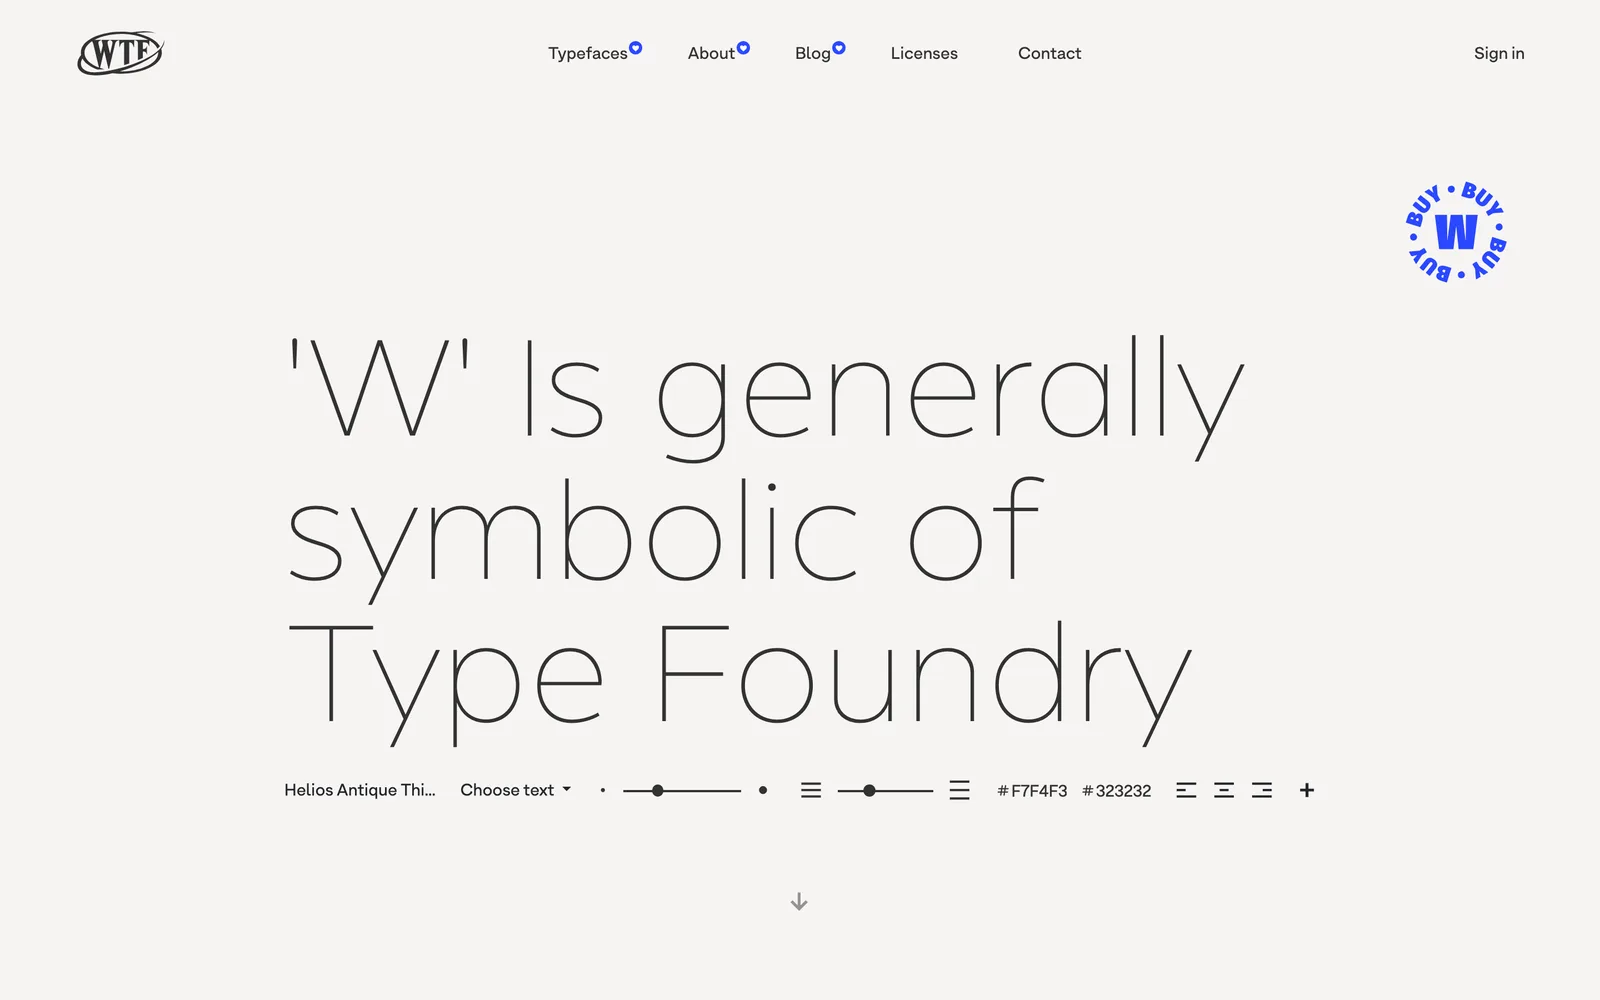 WTF
Typefaces
About
Blog
Licenses
Contact
Sign in
BUY • BUY • BUY • BUY •
W
'W' Is generally
symbolic of
Type Foundry
Helios Antique Thi...
Choose text
#F7F4F3
#323232